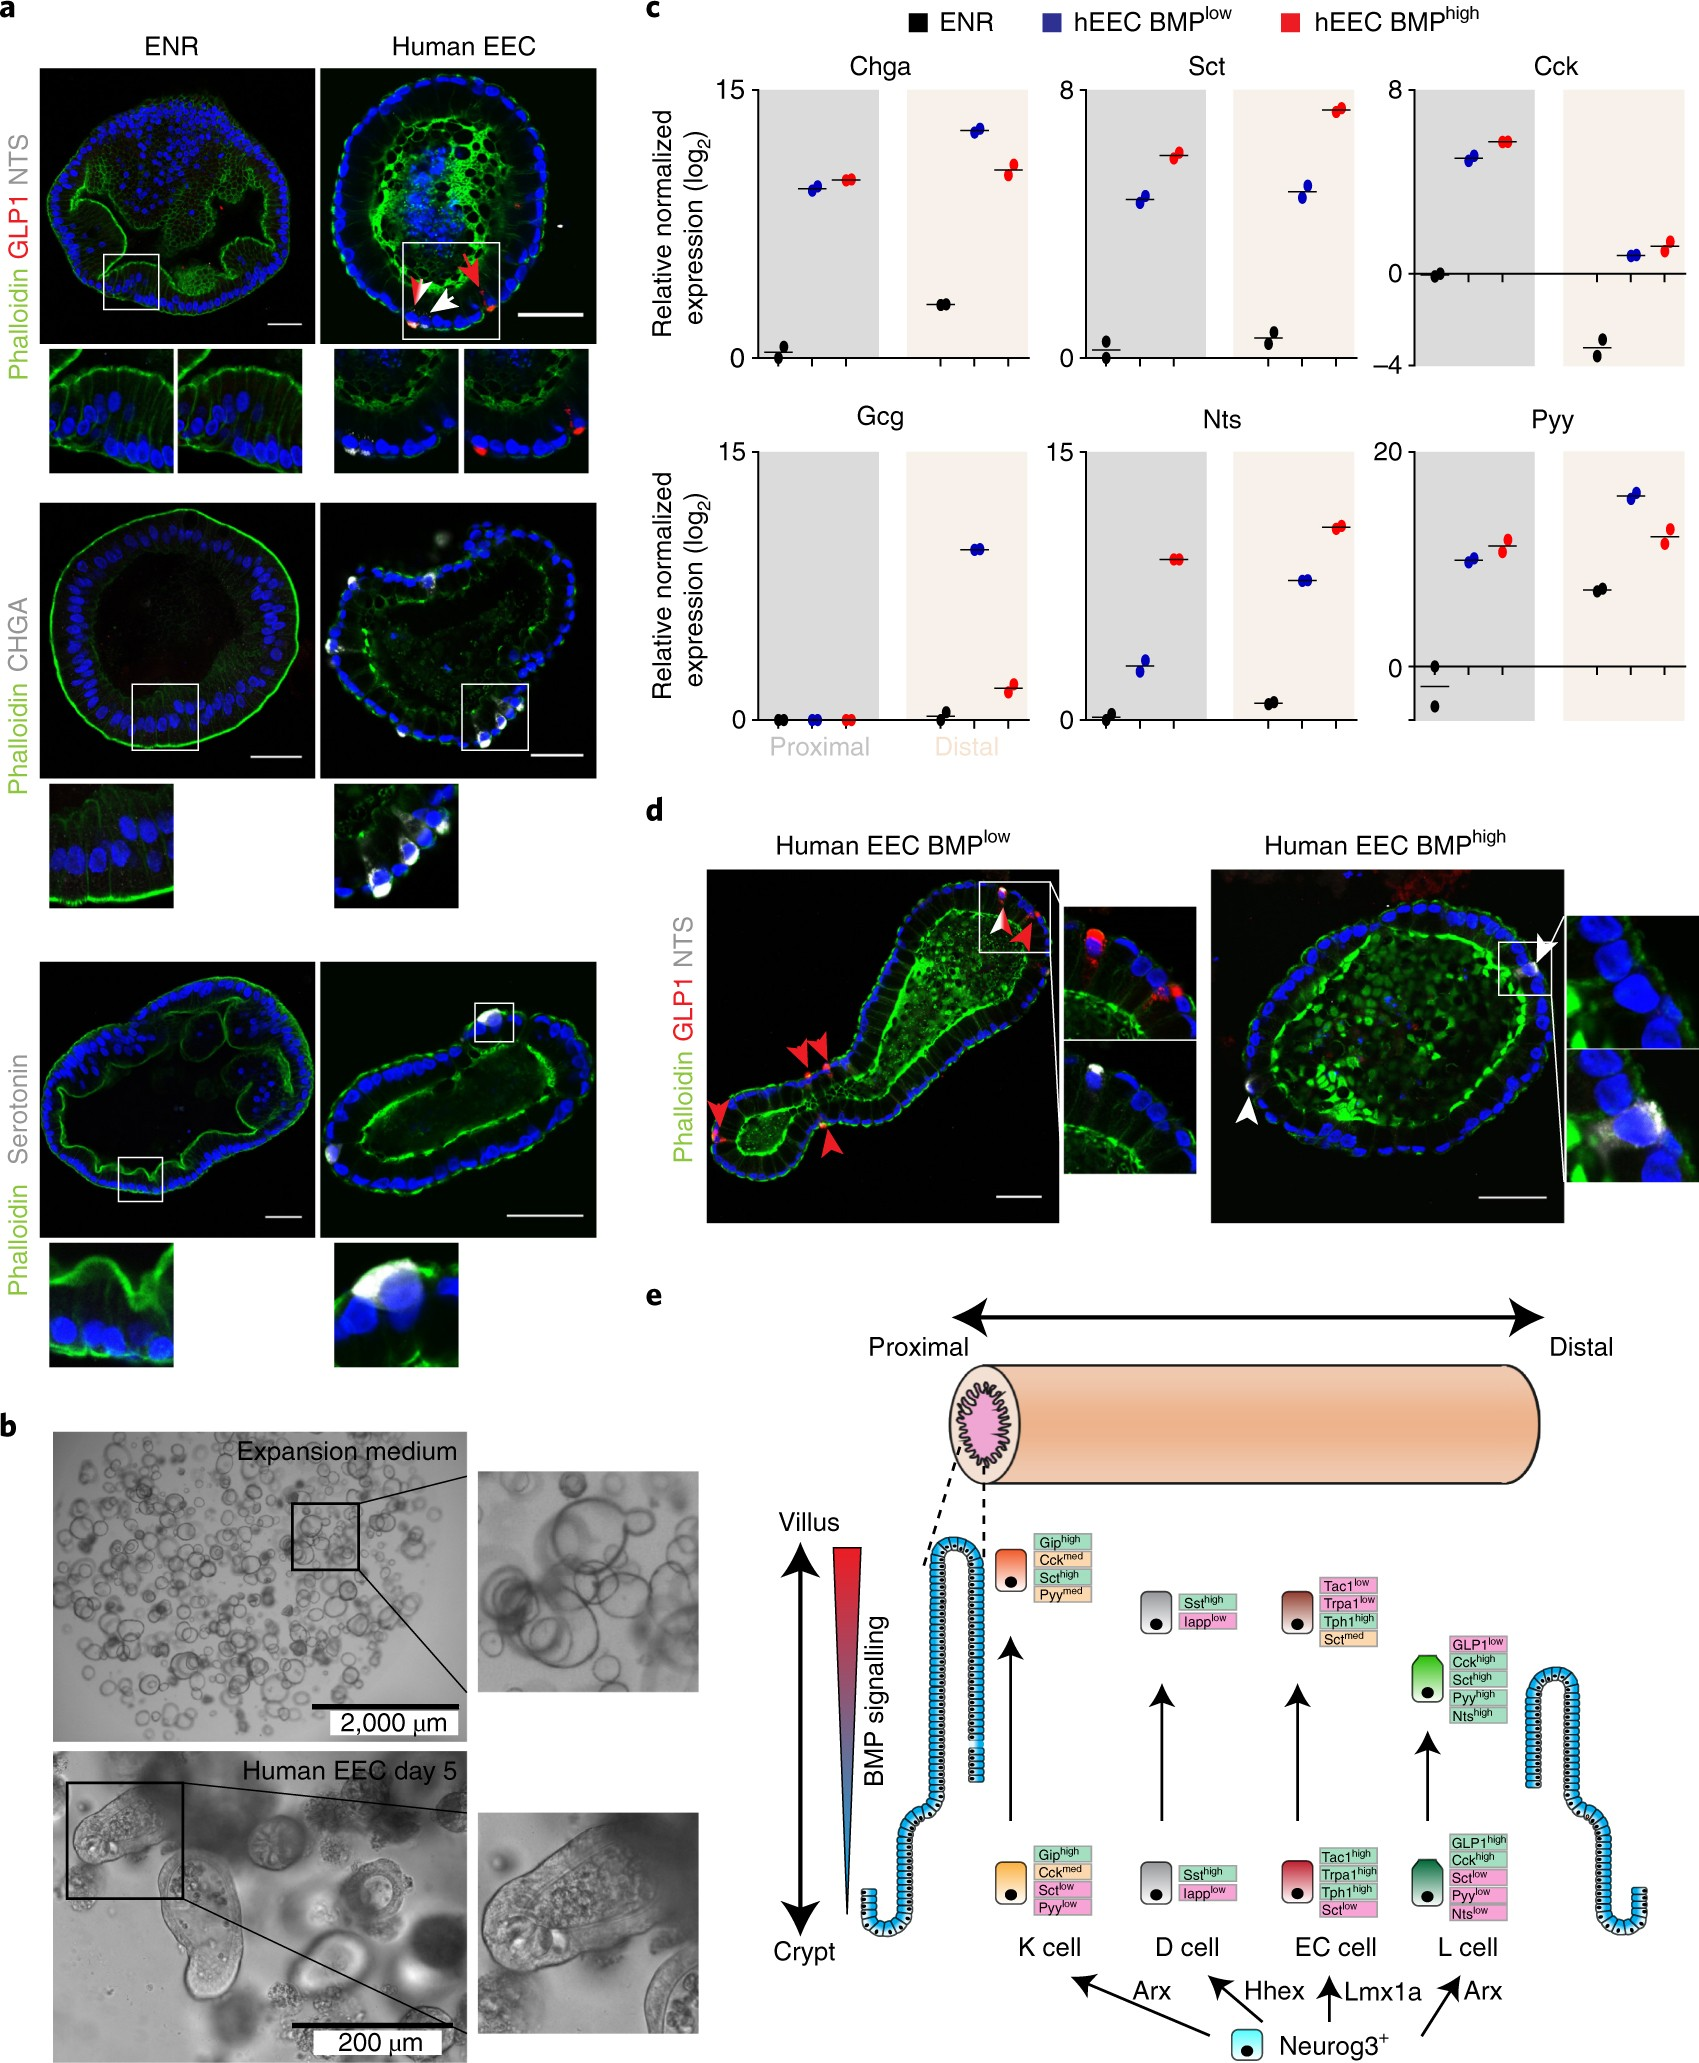 a
ENR
Human EEC
Phalloidin GLP1 NTS
Phalloidin CHGA
Phalloidin Serotonin
b
Expansion medium
2,000 µm
Human EEC day 5
200 µm
c
ENR
hEEC BMPlow
hEEC BMPhigh
Relative normalized
expression (log2)
Chga
15
0
Sct
8
0
Cck
8
0
–4
Relative normalized
expression (log2)
Gcg
15
0
Proximal
Distal
Nts
15
0
Pyy
20
0
d
Human EEC BMPlow
Human EEC BMPhigh
Phalloidin GLP1 NTS
e
Proximal
Distal
Villus
BMP signalling
Crypt
Giphigh
Cckmed
Scthigh
Pyymed
Ssthigh
Iapplow
Tac1low
Trpa1low
Tph1high
Sctmed
GLP1low
Cckhigh
Scthigh
Pyyhigh
Ntshigh
Giphigh
Cckmed
Sctlow
Pyylow
Ssthigh
Iapplow
Tac1high
Trpa1high
Tph1high
Sctlow
GLP1high
Cckhigh
Sctlow
Pyylow
Ntslow
K cell
D cell
EC cell
L cell
Arx
Hhex
Lmx1a
Arx
Neurog3+